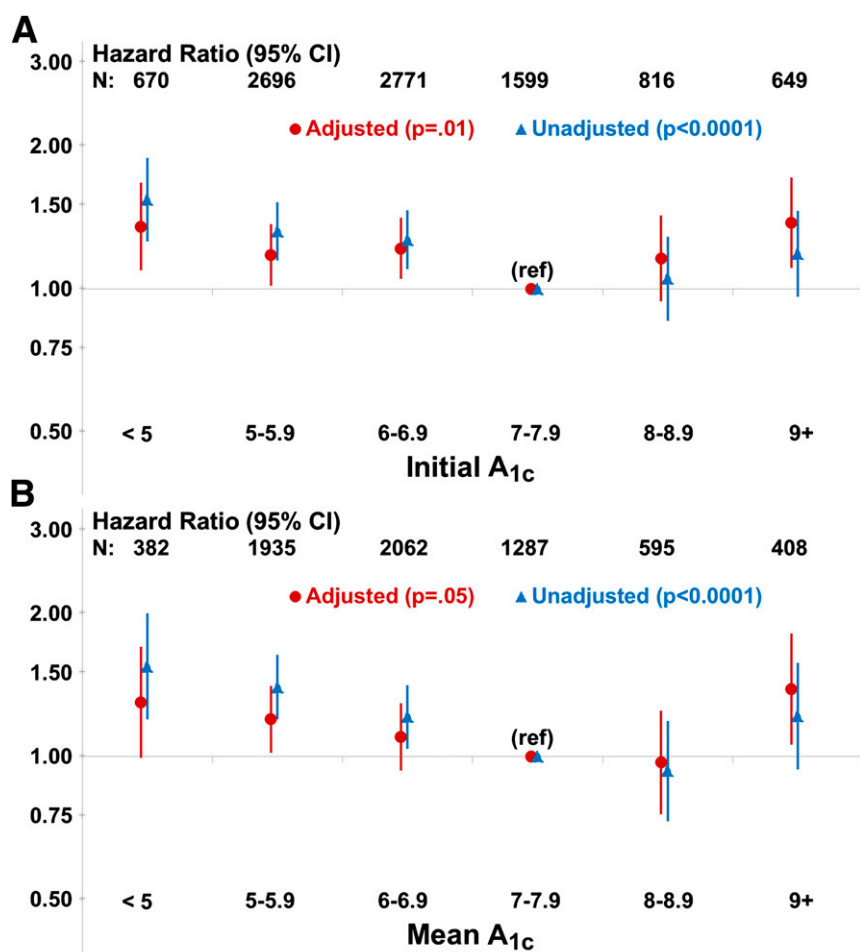 A
Hazard Ratio (95% CI)
3.00
N: 670 2696 2771 1599 816 649
Adjusted (p=.01) Unadjusted (p<0.0001)
2.00
1.50
(ref)
1.00
0.75
0.50
< 5 5-5.9 6-6.9 7-7.9 8-8.9 9+
Initial A1c
B
Hazard Ratio (95% CI)
3.00
N: 382 1935 2062 1287 595 408
Adjusted (p=.05) Unadjusted (p<0.0001)
2.00
1.50
(ref)
1.00
0.75
0.50
< 5 5-5.9 6-6.9 7-7.9 8-8.9 9+
Mean A1c